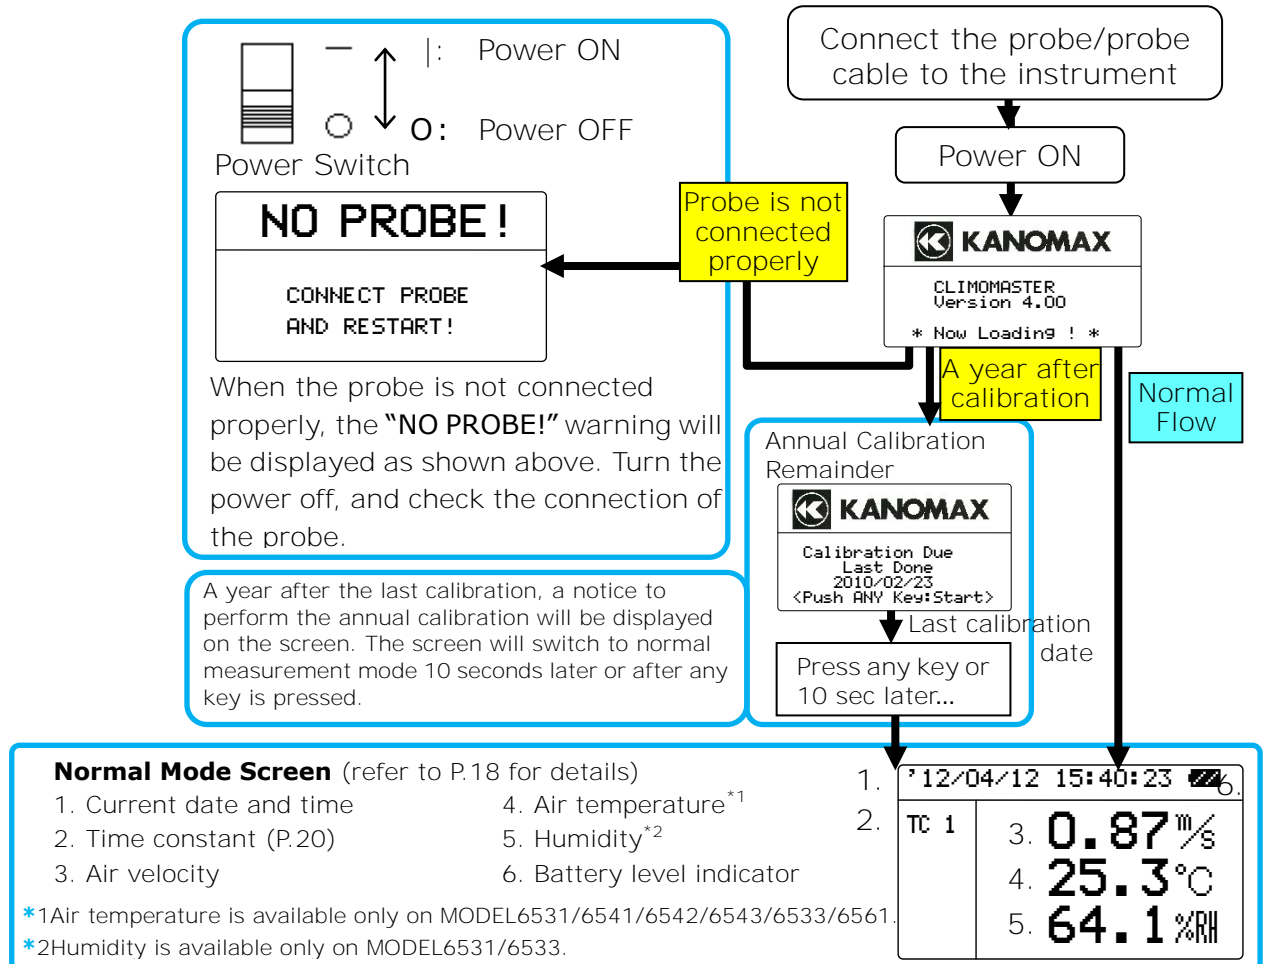 |: Power ON
O: Power OFF
Power Switch
NO PROBE!
CONNECT PROBE
AND RESTART!
When the probe is not connected
properly, the “NO PROBE!” warning will
be displayed as shown above. Turn the
power off, and check the connection of
the probe.
Connect the probe/probe
cable to the instrument
Power ON
KANOMAX
CLIMOMASTER
Version 4.00
* Now Loading ! *
Probe is not
connected
properly
A year after
calibration
Normal
Flow
Annual Calibration
Remainder
KANOMAX
Calibration Due
Last Done
2010/02/23
<Push ANY Key:Start>
Last calibration
date
Press any key or
10 sec later...
A year after the last calibration, a notice to
perform the annual calibration will be displayed
on the screen. The screen will switch to normal
measurement mode 10 seconds later or after any
key is pressed.
Normal Mode Screen (refer to P.18 for details)
1. Current date and time
2. Time constant (P.20)
3. Air velocity
4. Air temperature*1
5. Humidity*2
6. Battery level indicator
*1Air temperature is available only on MODEL6531/6541/6542/6543/6533/6561.
*2Humidity is available only on MODEL6531/6533.
1. '12/04/12 15:40:23 6.
2. TC 1
3. 0.87 m/s
4. 25.3 °C
5. 64.1 %RH